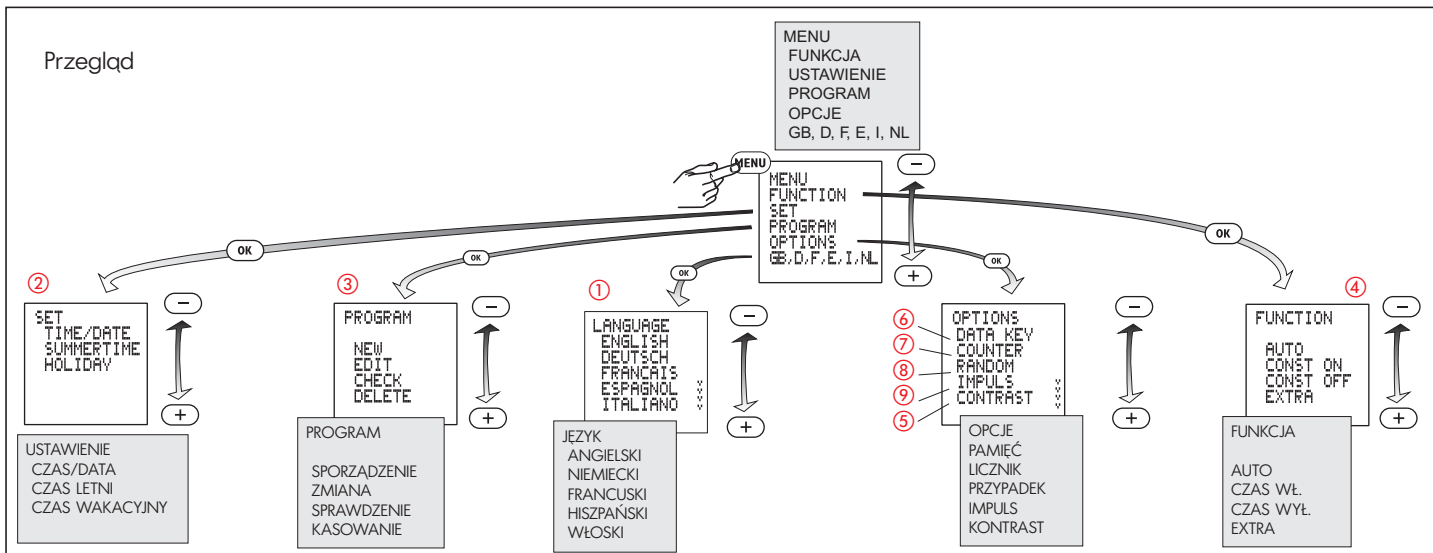 Przegląd
MENU
FUNKCJA
USTAWIENIE
PROGRAM
OPCJE
GB, D, F, E, I, NL
MENU
−
MENU
FUNCTION
SET
PROGRAM
OPTIONS
GB,D,F,E,I,NL
+
OK
OK
OK
OK
OK
②
SET
TIME/DATE
SUMMERTIME
HOLIDAY
−
+
USTAWIENIE
CZAS/DATA
CZAS LETNI
CZAS WAKACYJNY
③
PROGRAM
NEW
EDIT
CHECK
DELETE
−
+
PROGRAM
SPORZĄDZENIE
ZMIANA
SPRAWDZENIE
KASOWANIE
①
LANGUAGE
ENGLISH
DEUTSCH
FRANCAIS
ESPAGNOL
ITALIANO
−
+
JĘZYK
ANGIELSKI
NIEMIECKI
FRANCUSKI
HISZPAŃSKI
WŁOSKI
OPTIONS
⑥ DATA KEY
⑦ COUNTER
⑧ RANDOM
⑨ IMPULS
⑤ CONTRAST
−
+
OPCJE
PAMIĘĆ
LICZNIK
PRZYPADEK
IMPULS
KONTRAST
④
FUNCTION
AUTO
CONST ON
CONST OFF
EXTRA
−
+
FUNKCJA
AUTO
CZAS WŁ.
CZAS WYŁ.
EXTRA